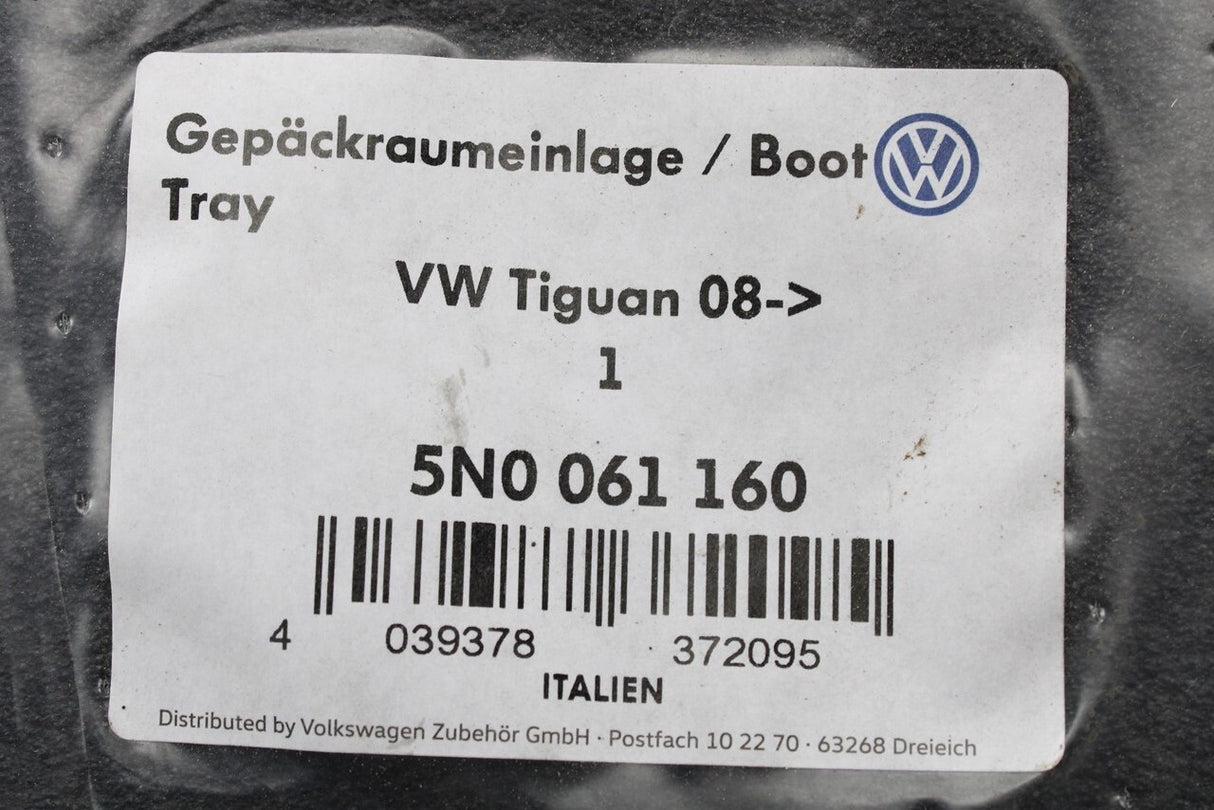 Gepäckraumeinlage / Boot
Tray
VW Tiguan 08->
1
5N0 061 160
4 039378 372095
ITALIEN
Distributed by Volkswagen Zubehör GmbH · Postfach 10 22 70 · 63268 Dreieich